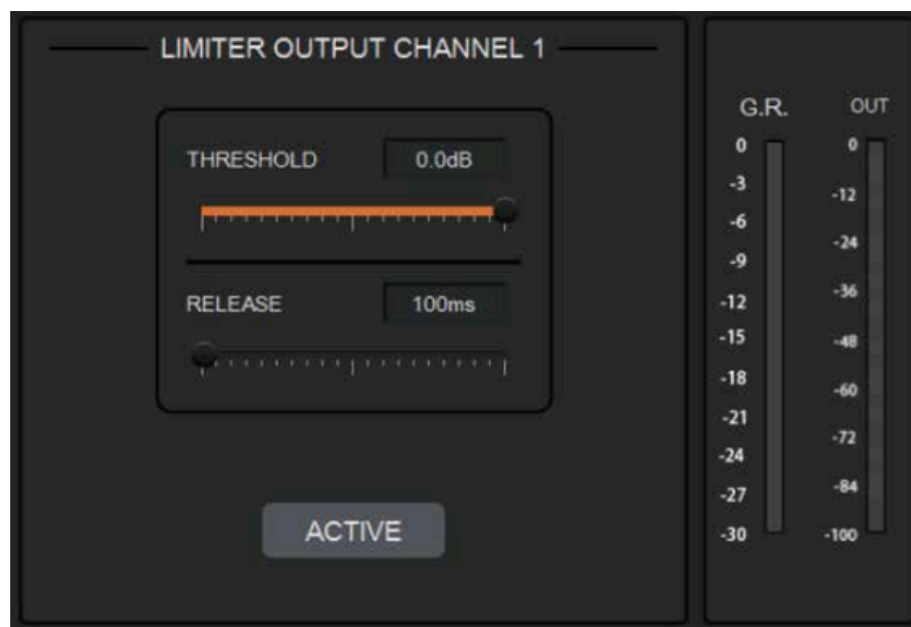 LIMITER OUTPUT CHANNEL 1
THRESHOLD 0.0dB
RELEASE 100ms
ACTIVE
G.R. OUT
0 0
-3 -12
-6 -24
-9 -36
-12 -48
-15 -60
-18 -72
-21 -84
-24 -100
-27
-30